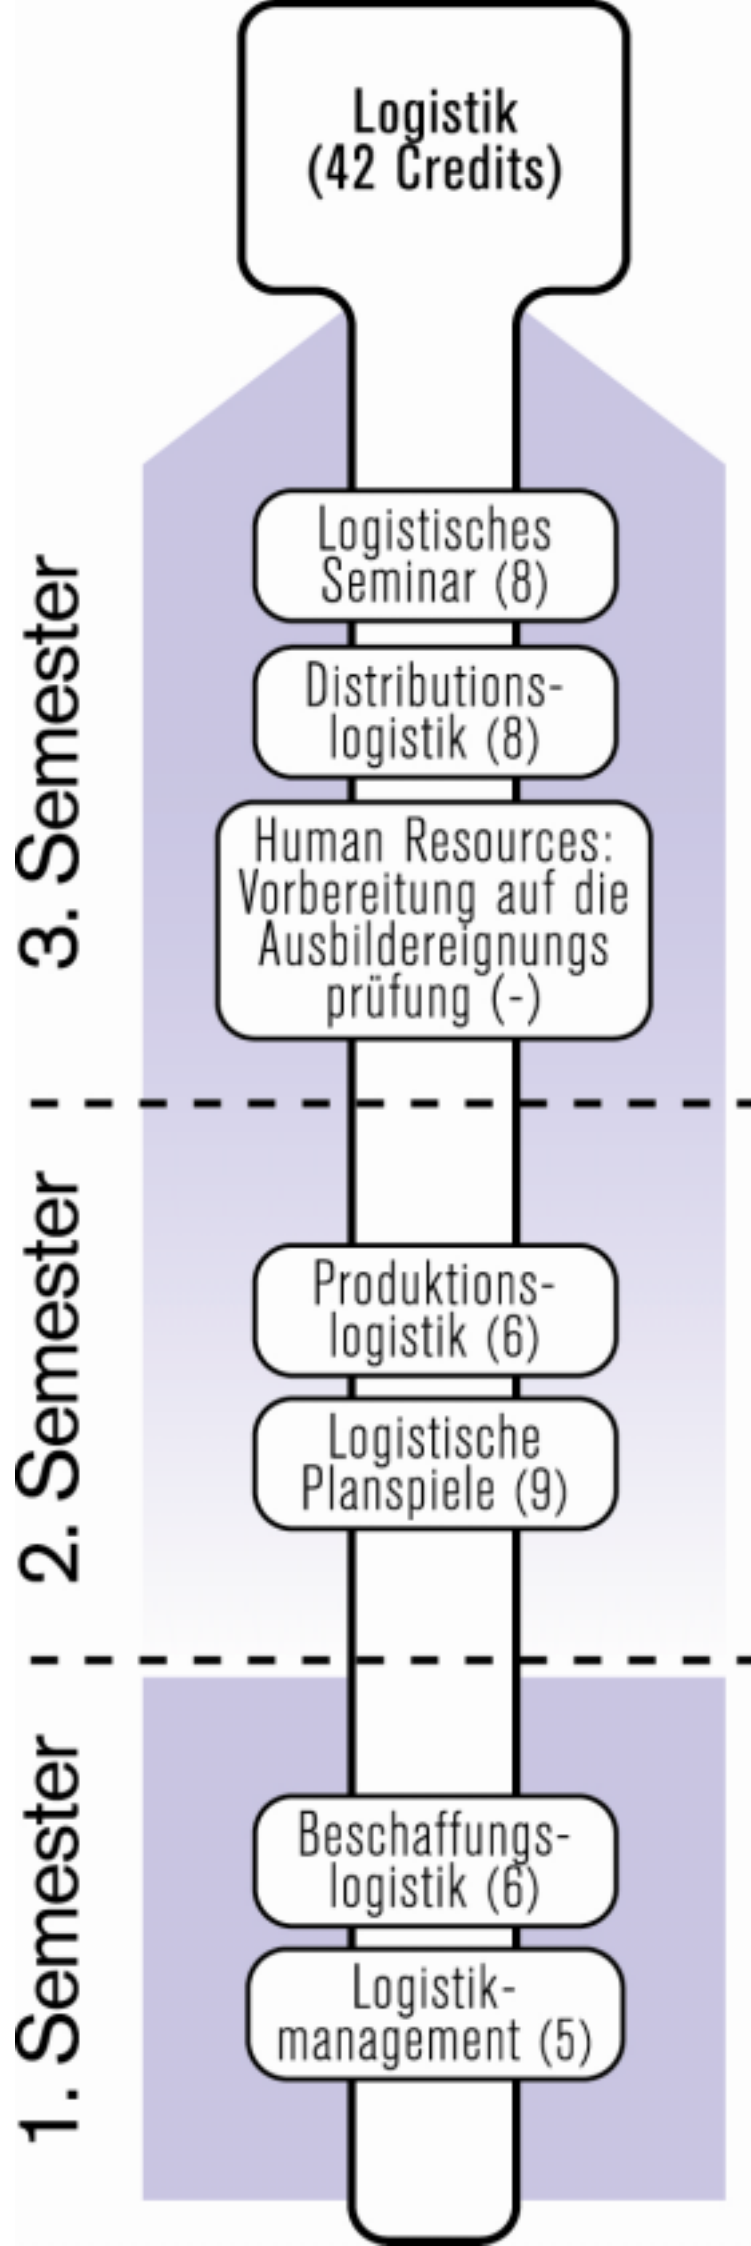 Logistik
(42 Credits)
3. Semester
Logistisches
Seminar (8)
Distributions-
logistik (8)
Human Resources:
Vorbereitung auf die
Ausbildereignungs
prüfung (-)
2. Semester
Produktions-
logistik (6)
Logistische
Planspiele (9)
1. Semester
Beschaffungs-
logistik (6)
Logistik-
management (5)